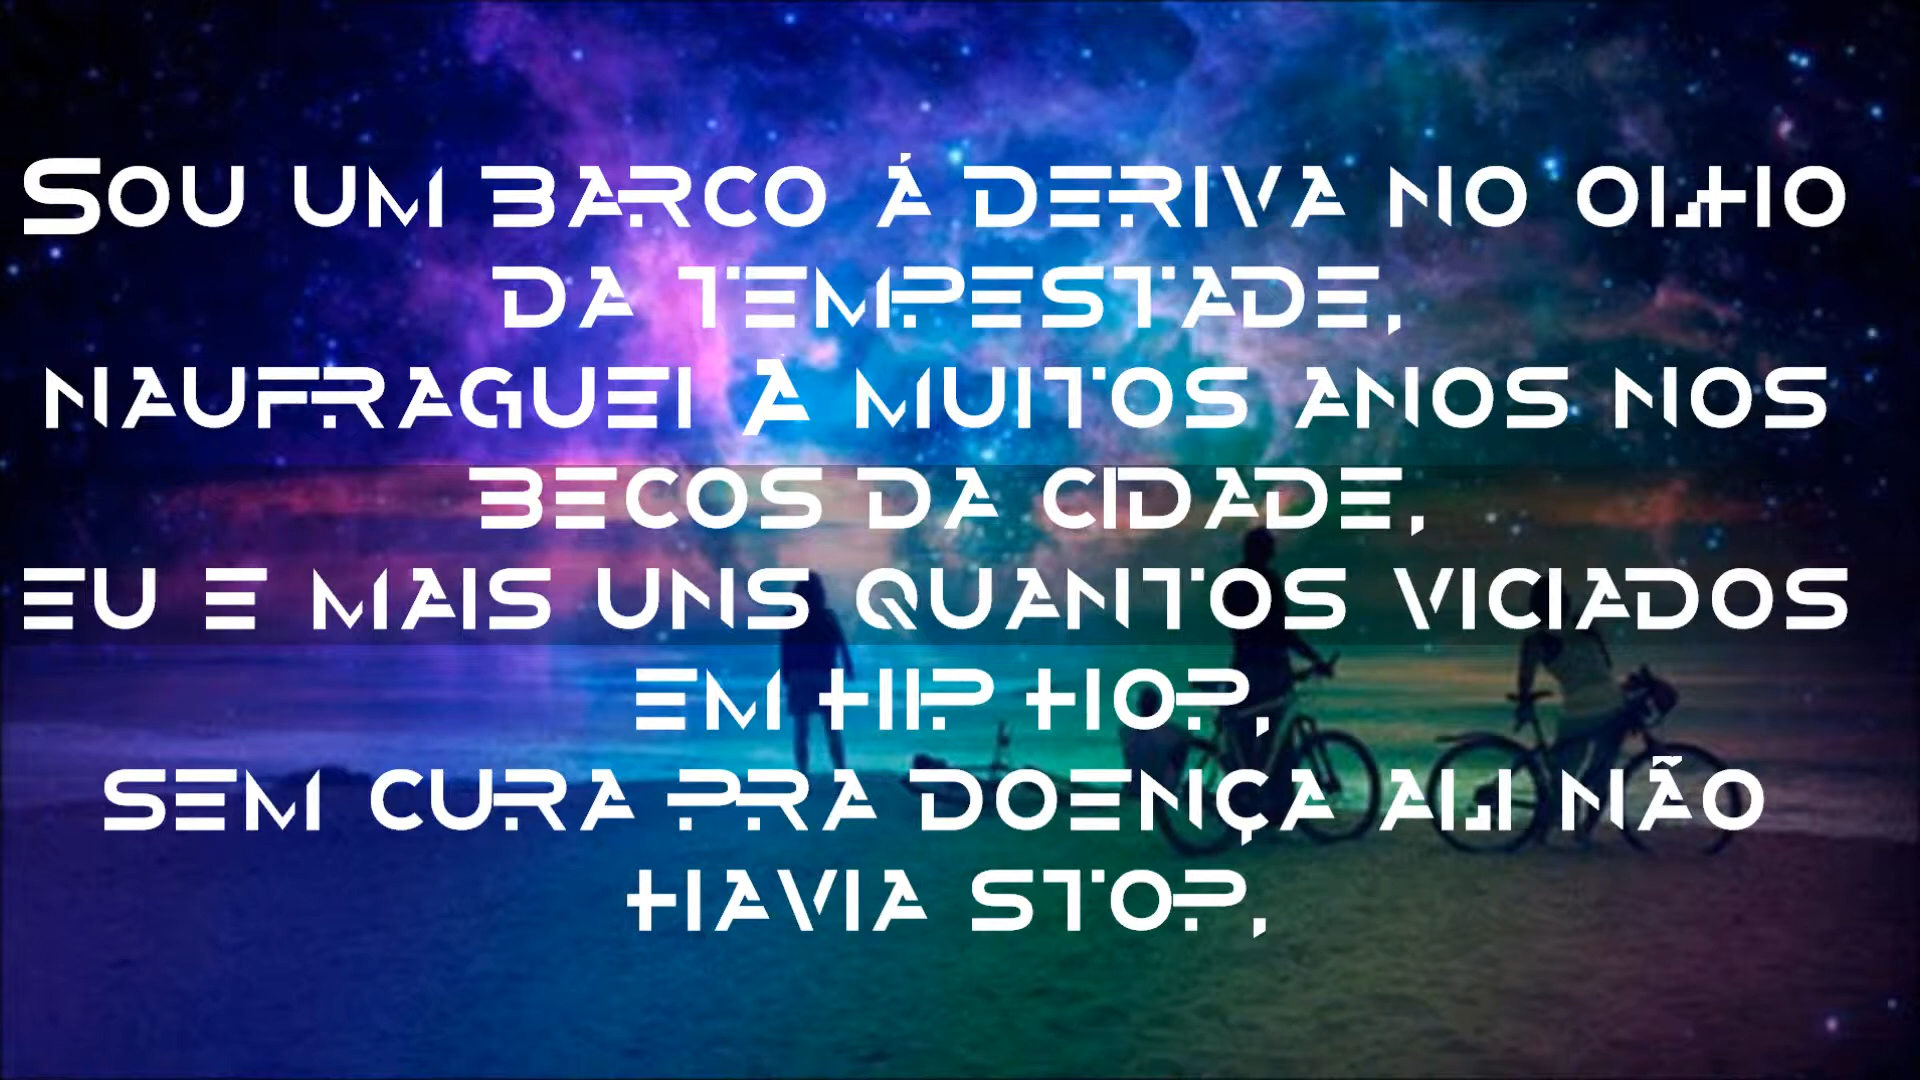 Sou um barco á deriva no olho
da tempestade,
naufraguei À muitos anos nos
becos da cidade,
eu e mais uns quantos viciados
em hip hop,
sem cura pra doença ali não
havia stop,